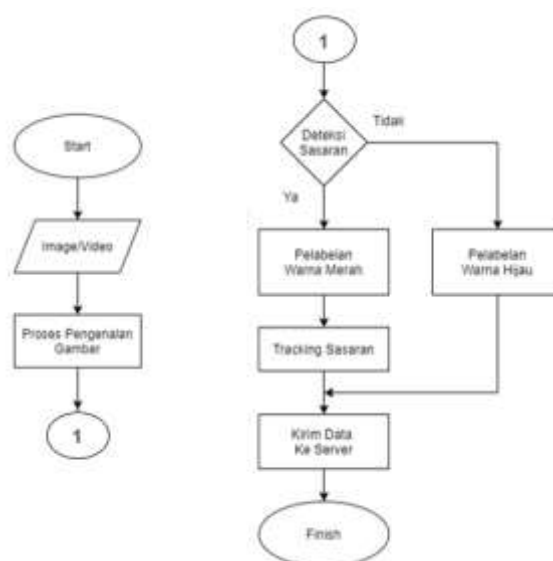 Start
Image/Video
Proses Pengenalan
Gambar
1
1
Deteksi
Sasaran
Tidak
Ya
Pelabelan
Warna Merah
Pelabelan
Warna Hijau
Tracking Sasaran
Kirim Data
Ke Server
Finish